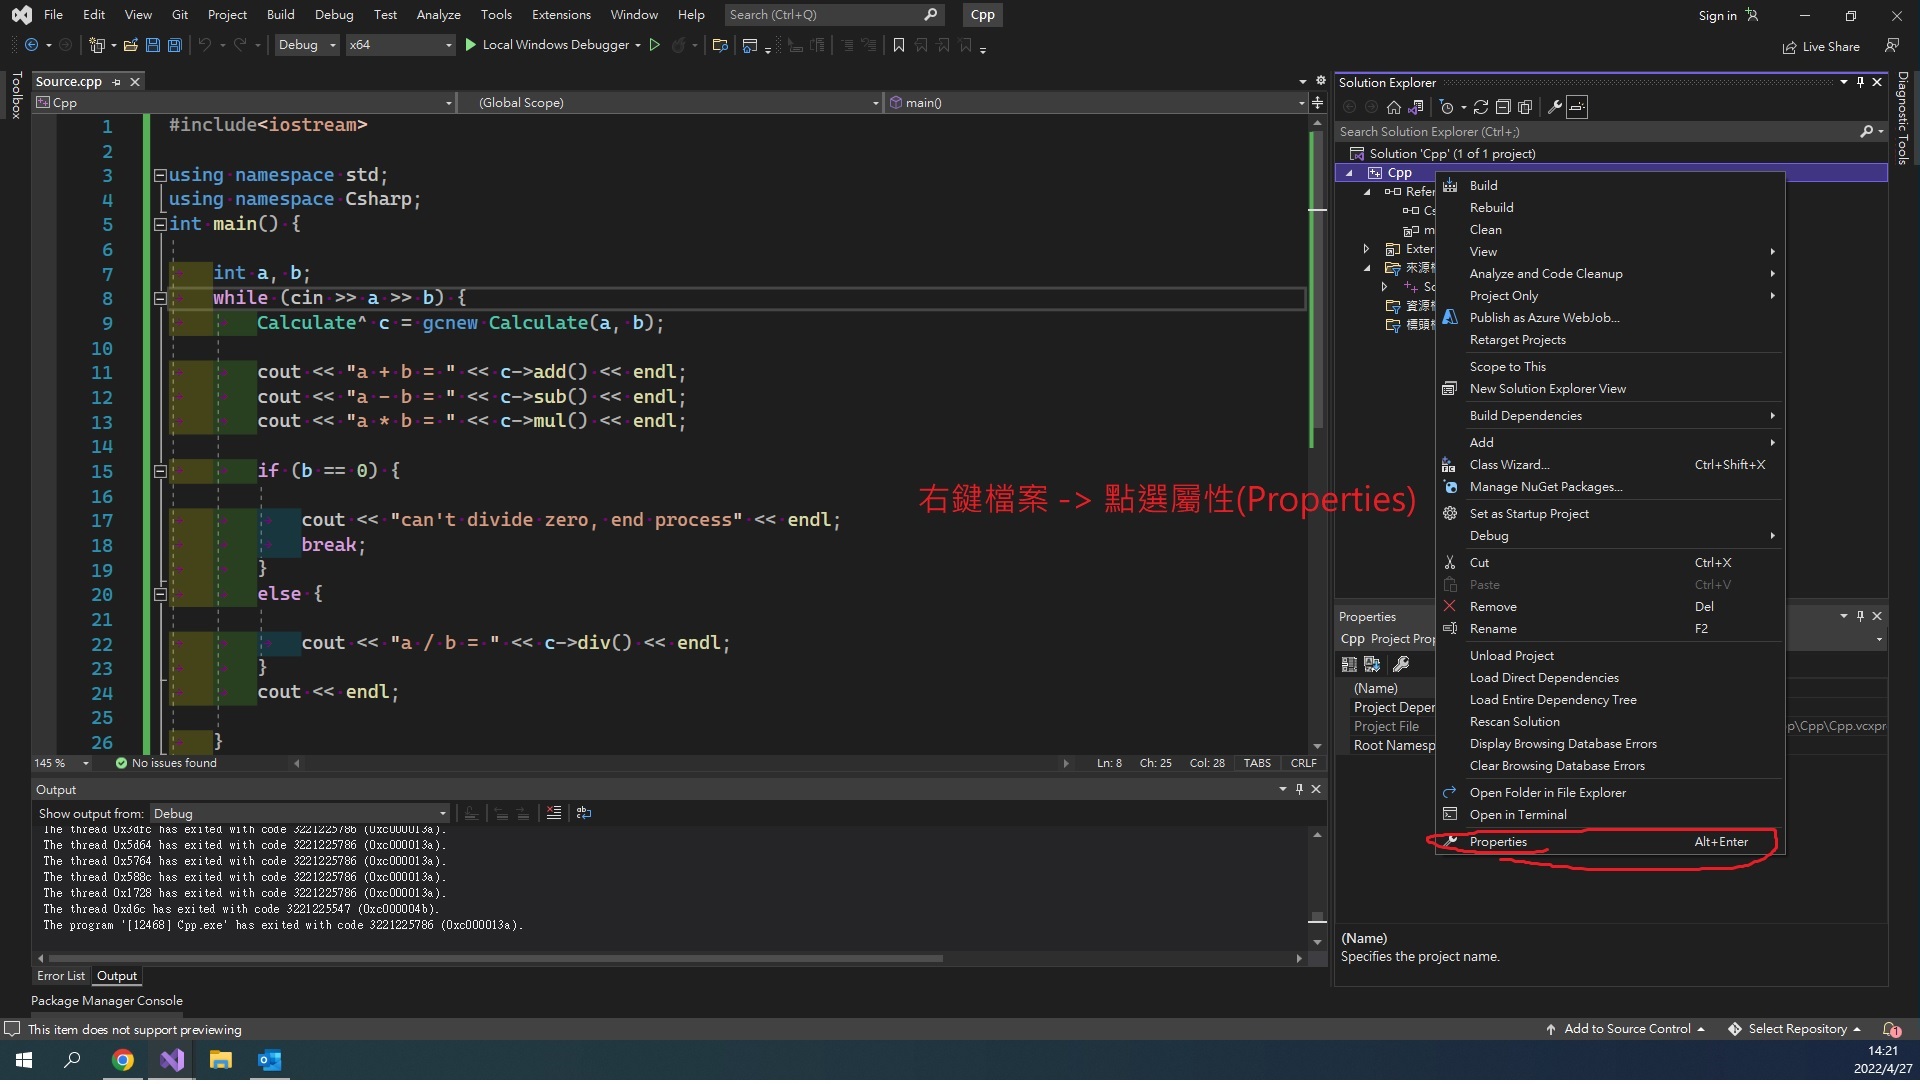 File Edit View Git Project Build Debug Test Analyze Tools Extensions Window Help Search (Ctrl+Q) Cpp Sign in
Debug x64 Local Windows Debugger Live Share
Toolbox
Source.cpp
Cpp (Global Scope) main()
1 #include<iostream>
2
3 using namespace std;
4 using namespace Csharp;
5 int main() {
6
7 int a, b;
8 while (cin >> a >> b) {
9 Calculate^ c = gcnew Calculate(a, b);
10
11 cout << "a + b = " << c->add() << endl;
12 cout << "a - b = " << c->sub() << endl;
13 cout << "a * b = " << c->mul() << endl;
14
15 if (b == 0) {
16
17 cout << "can't divide zero, end process" << endl;
18 break;
19 }
20 else {
21
22 cout << "a / b = " << c->div() << endl;
23 }
24 cout << endl;
25
26 }
右鍵檔案 -> 點選屬性(Properties)
145 % No issues found Ln: 8 Ch: 25 Col: 28 TABS CRLF
Output
Show output from: Debug
The thread 0x3dfc has exited with code 3221225786 (0xc000013a).
The thread 0x5d64 has exited with code 3221225786 (0xc000013a).
The thread 0x5764 has exited with code 3221225786 (0xc000013a).
The thread 0x588c has exited with code 3221225786 (0xc000013a).
The thread 0x1728 has exited with code 3221225786 (0xc000013a).
The thread 0xd6c has exited with code 3221225547 (0xc000004b).
The program '[12468] Cpp.exe' has exited with code 3221225786 (0xc000013a).
Error List Output
Package Manager Console
Solution Explorer
Search Solution Explorer (Ctrl+;)
Solution 'Cpp' (1 of 1 project)
Cpp
Refer
Cs
m
Exter
來源
So
資源
標頭
Build
Rebuild
Clean
View
Analyze and Code Cleanup
Project Only
Publish as Azure WebJob...
Retarget Projects
Scope to This
New Solution Explorer View
Build Dependencies
Add
Class Wizard... Ctrl+Shift+X
Manage NuGet Packages...
Set as Startup Project
Debug
Cut Ctrl+X
Paste Ctrl+V
Remove Del
Rename F2
Unload Project
Load Direct Dependencies
Load Entire Dependency Tree
Rescan Solution
Display Browsing Database Errors
Clear Browsing Database Errors
Open Folder in File Explorer
Open in Terminal
Properties Alt+Enter
Properties
Cpp Project Prop
(Name)
Project Deper
Project File p\Cpp\Cpp.vcxpr
Root Namesp
(Name)
Specifies the project name.
Diagnostic Tools
This item does not support previewing Add to Source Control Select Repository 1
14:21
2022/4/27